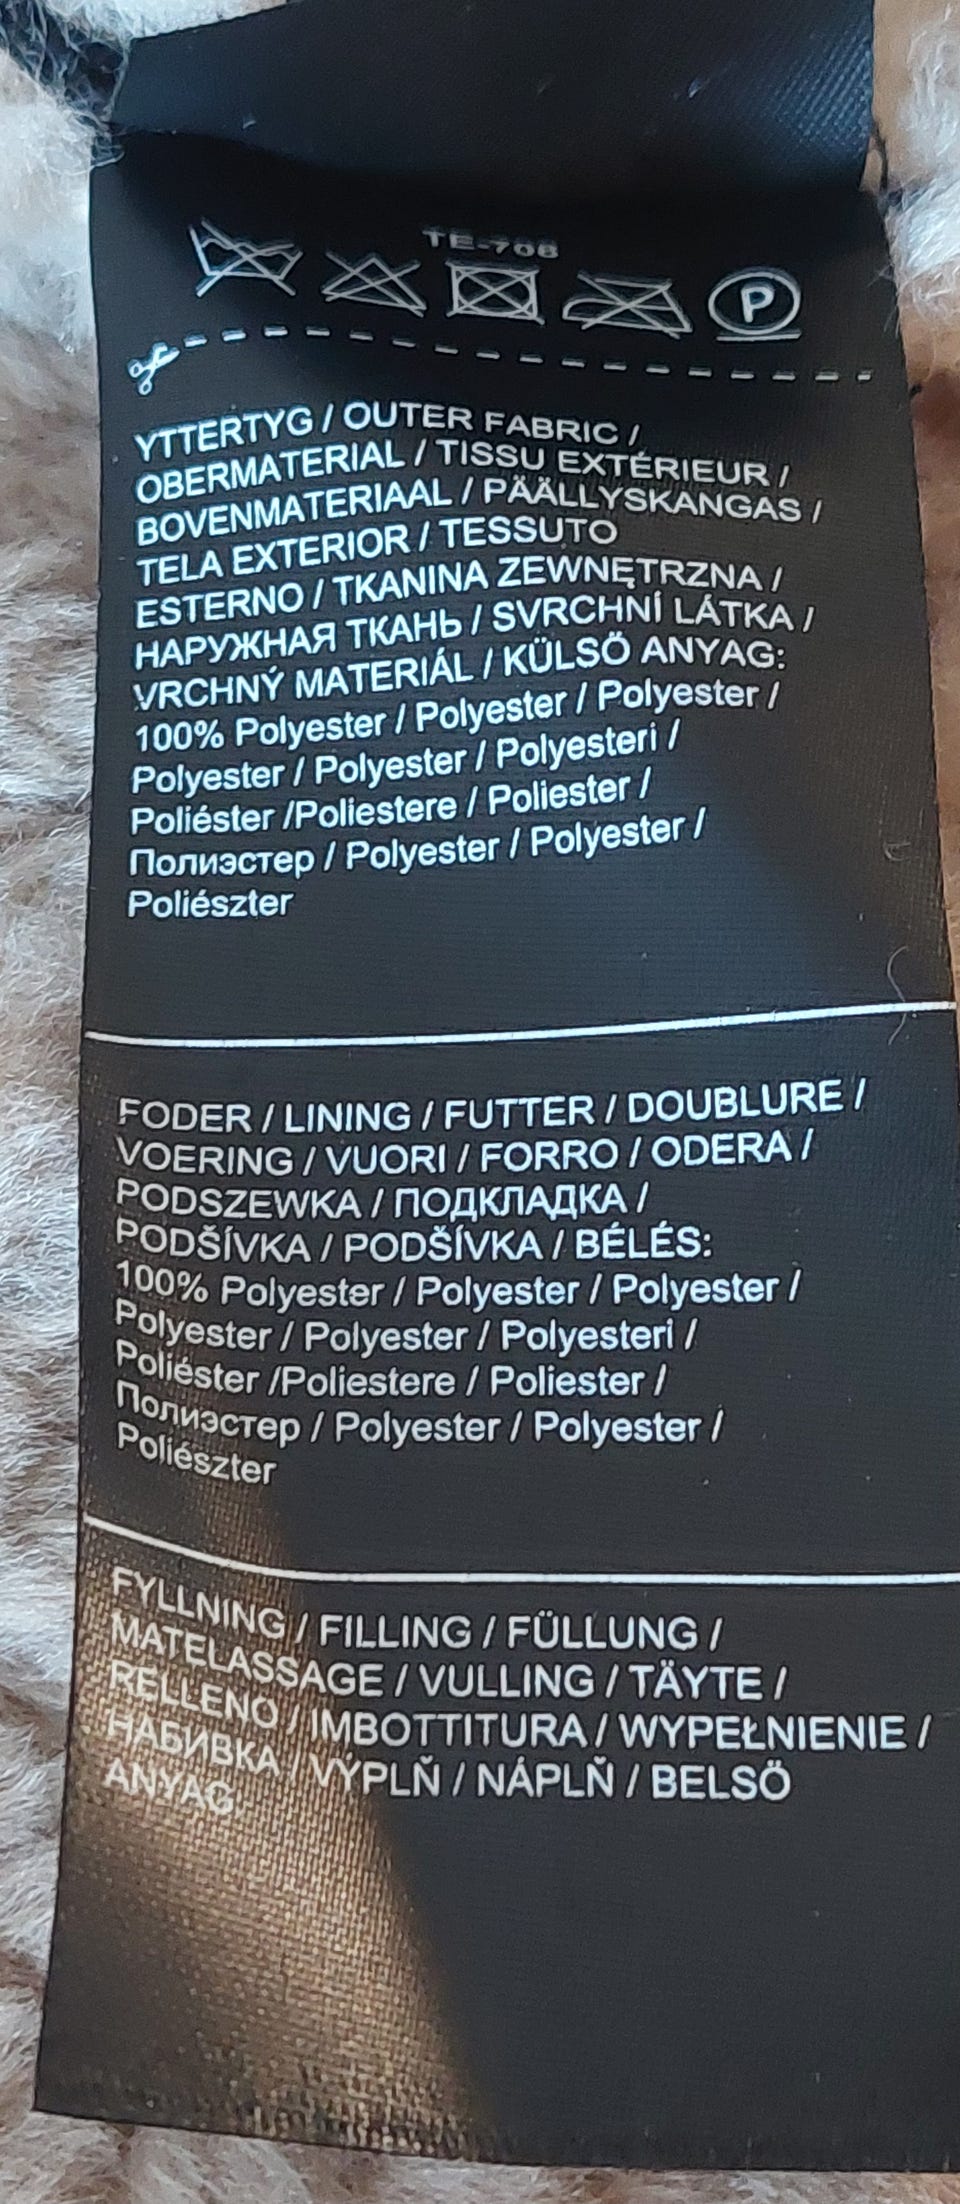 TE-708
P
YTTERTYG / OUTER FABRIC /
OBERMATERIAL / TISSU EXTÉRIEUR /
BOVENMATERIAAL / PÄÄLLYSKANGAS /
TELA EXTERIOR / TESSUTO
ESTERNO / TKANINA ZEWNĘTRZNA /
НАРУЖНАЯ ТКАНЬ / SVRCHNÍ LÁTKA /
VRCHNÝ MATERIÁL / KÜLSÖ ANYAG:
100% Polyester / Polyester / Polyester /
Polyester / Polyester / Polyesteri /
Poliéster /Poliestere / Poliester /
Полиэстер / Polyester / Polyester /
Poliészter
FODER / LINING / FUTTER / DOUBLURE /
VOERING / VUORI / FORRO / ODERA /
PODSZEWKA / ПОДКЛАДКА /
PODŠÍVKA / PODŠÍVKA / BÉLÉS:
100% Polyester / Polyester / Polyester /
Polyester / Polyester / Polyesteri /
Poliéster /Poliestere / Poliester /
Полиэстер / Polyester / Polyester /
Poliészter
FYLLNING / FILLING / FÜLLUNG /
MATELASSAGE / VULLING / TÄYTE /
RELLENO / IMBOTTITURA / WYPEŁNIENIE /
НАБИВКА / VÝPLŇ / NÁPLŇ / BELSÖ
ANYAG: